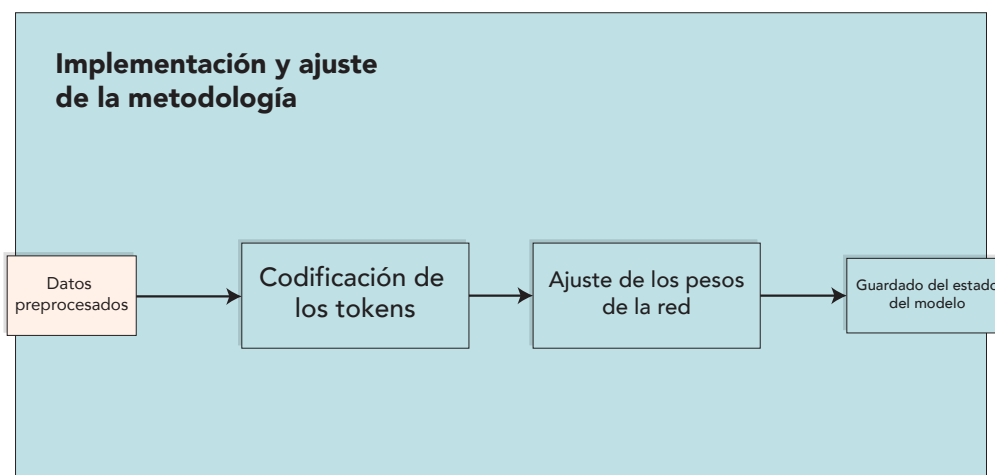 Implementación y ajuste
de la metodología
Datos
preprocesados
Codificación de
los tokens
Ajuste de los pesos
de la red
Guardado del estado
del modelo